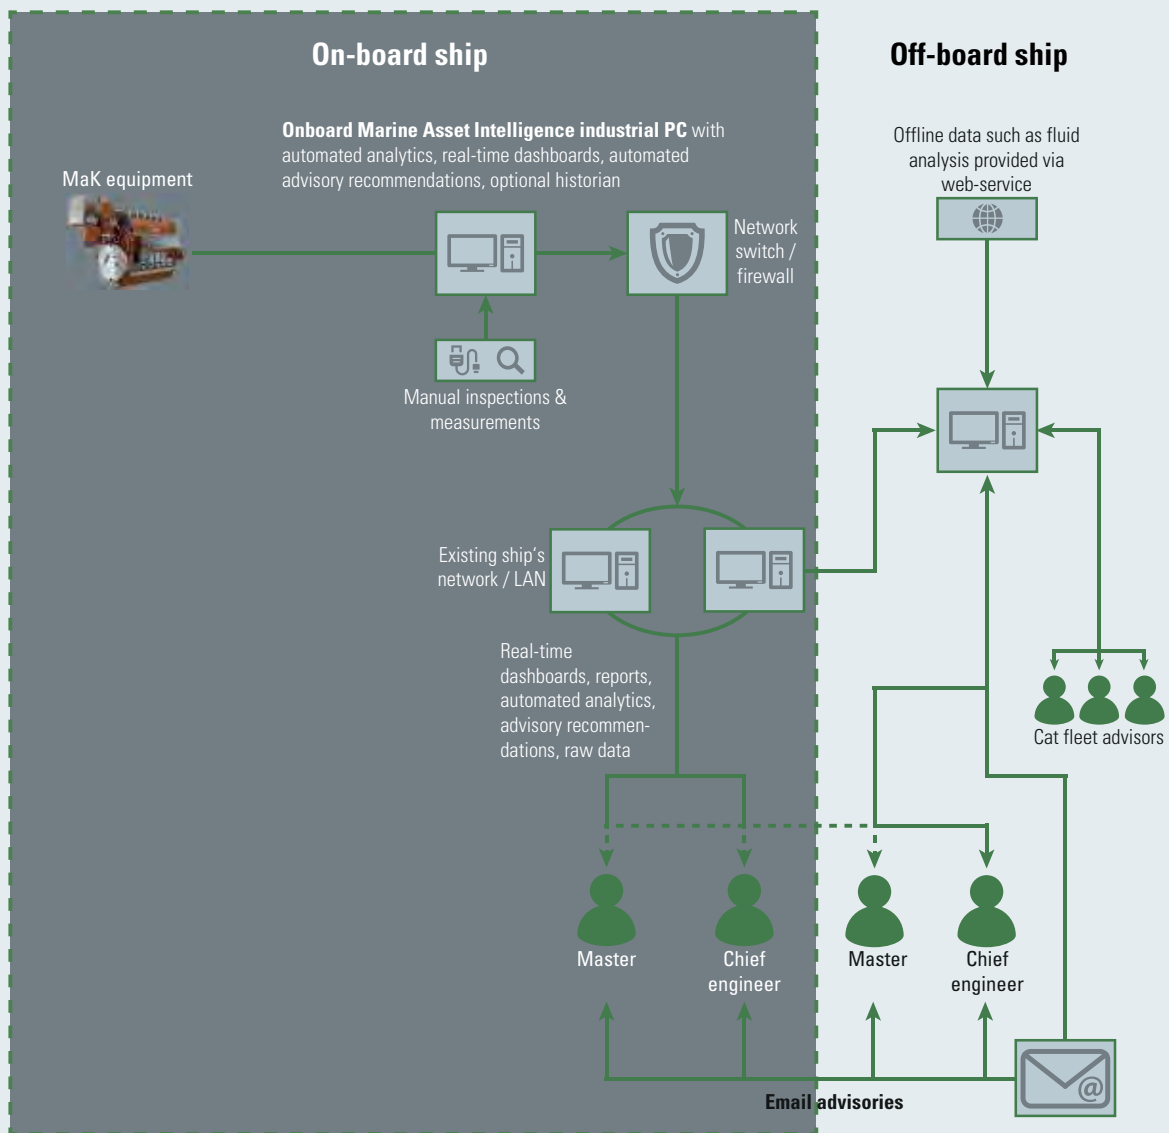 On-board ship
Off-board ship
Onboard Marine Asset Intelligence industrial PC with
automated analytics, real-time dashboards, automated
advisory recommendations, optional historian
Offline data such as fluid
analysis provided via
web-service
MaK equipment
Network
switch /
firewall
Manual inspections &
measurements
Existing ship‘s
network / LAN
Real-time
dashboards, reports,
automated analytics,
advisory recommen-
dations, raw data
Cat fleet advisors
Master
Chief
engineer
Master
Chief
engineer
@
Email advisories